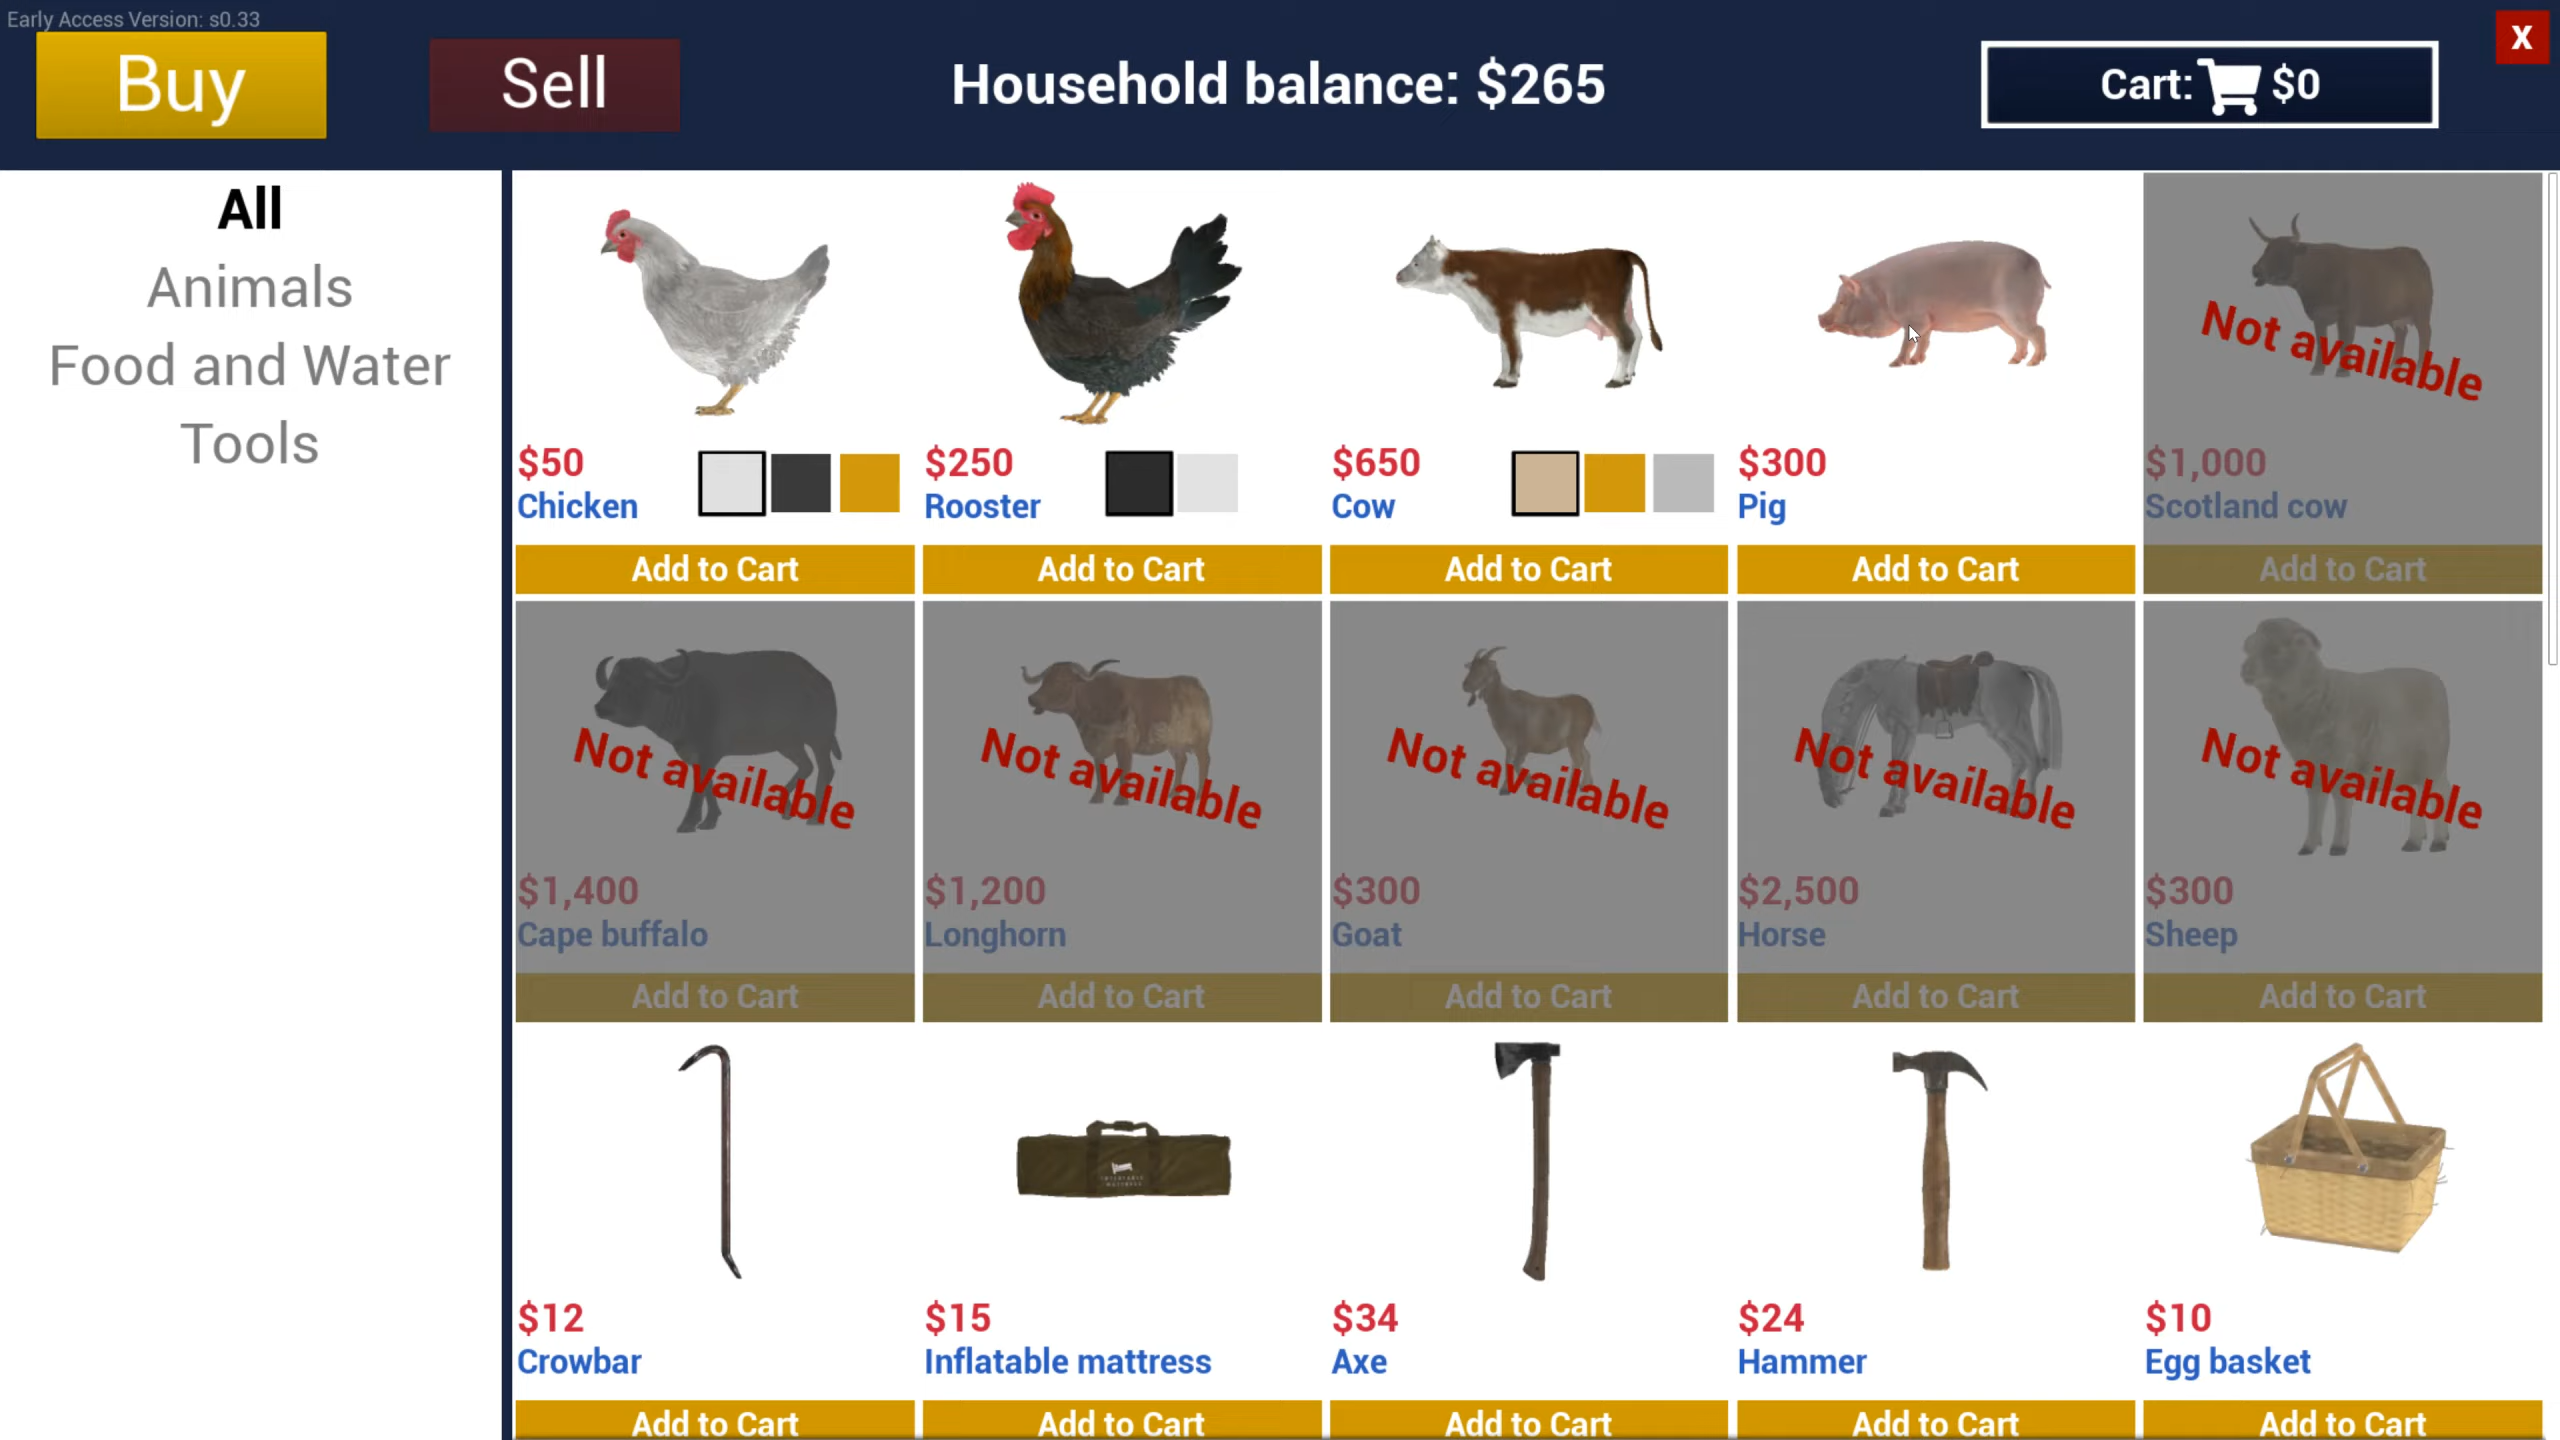 Early Access Version: s0.33
Buy
Sell
Household balance: $265
Cart: $0
X
All
Animals
Food and Water
Tools
$50
Chicken
Add to Cart
$250
Rooster
Add to Cart
$650
Cow
Add to Cart
$300
Pig
Add to Cart
Not available
$1,000
Scotland cow
Add to Cart
Not available
$1,400
Cape buffalo
Add to Cart
Not available
$1,200
Longhorn
Add to Cart
Not available
$300
Goat
Add to Cart
Not available
$2,500
Horse
Add to Cart
Not available
$300
Sheep
Add to Cart
$12
Crowbar
Add to Cart
$15
Inflatable mattress
Add to Cart
$34
Axe
Add to Cart
$24
Hammer
Add to Cart
$10
Egg basket
Add to Cart